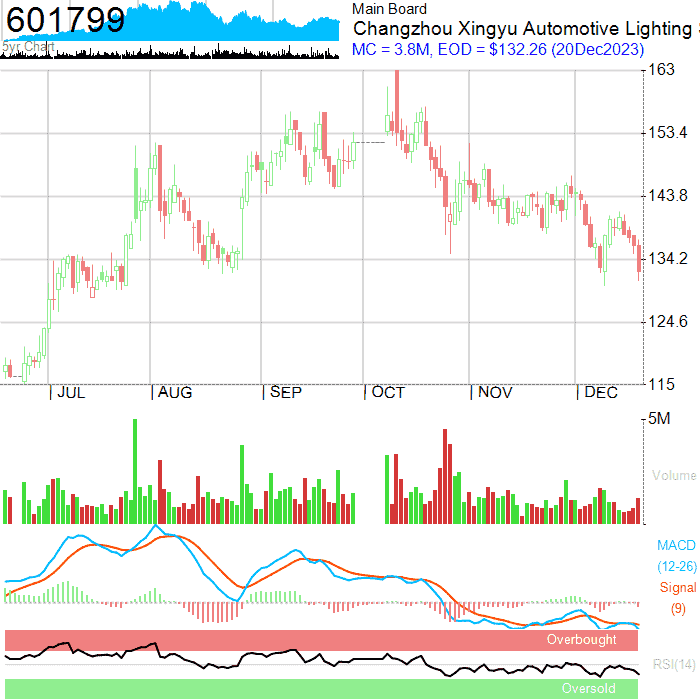 601799
5yr Chart
Main Board
Changzhou Xingyu Automotive Lighting
MC = 3.8M, EOD = $132.26 (20Dec2023)
163
153.4
143.8
134.2
124.6
115
JUL AUG SEP OCT NOV DEC
5M
Volume
MACD
(12-26)
Signal
(9)
Overbought
RSI(14)
Oversold